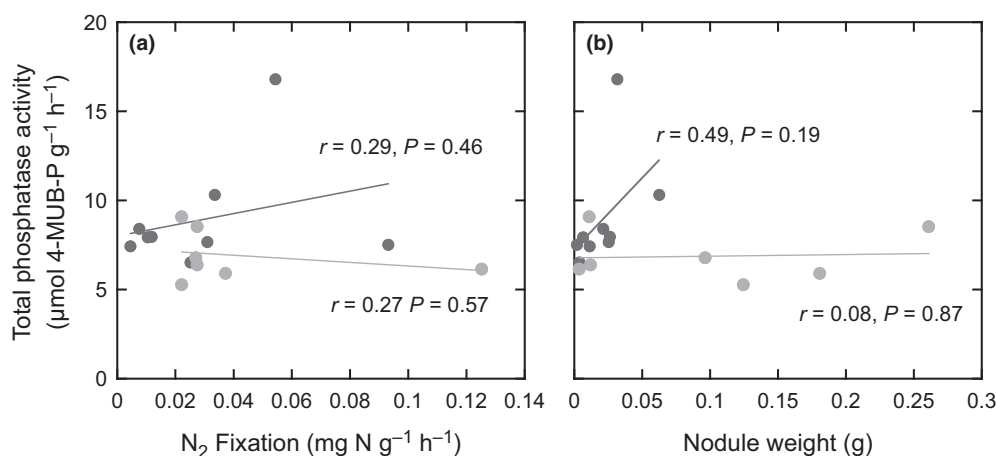 Total phosphatase activity
(μmol 4-MUB-P g⁻¹ h⁻¹)
20
15
10
5
0
(a)
r = 0.29, P = 0.46
r = 0.27 P = 0.57
0 0.02 0.04 0.06 0.08 0.1 0.12 0.14
N₂ Fixation (mg N g⁻¹ h⁻¹)
(b)
r = 0.49, P = 0.19
r = 0.08, P = 0.87
0 0.05 0.1 0.15 0.2 0.25 0.3
Nodule weight (g)